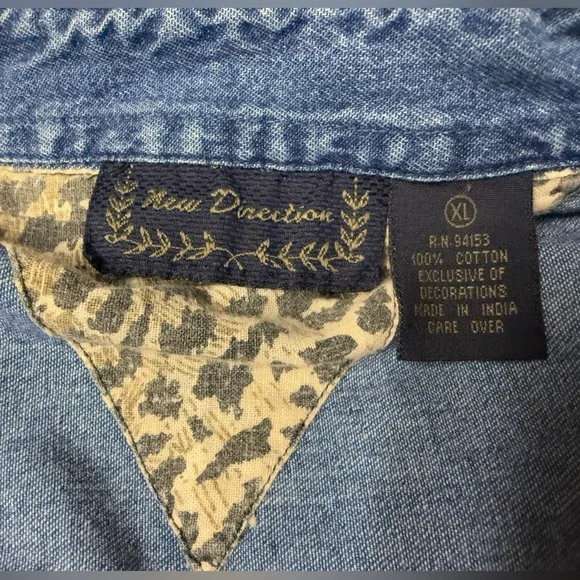 New Direction
XL
R.N. 94153
100% COTTON
EXCLUSIVE OF
DECORATIONS
MADE IN INDIA
CARE OVER